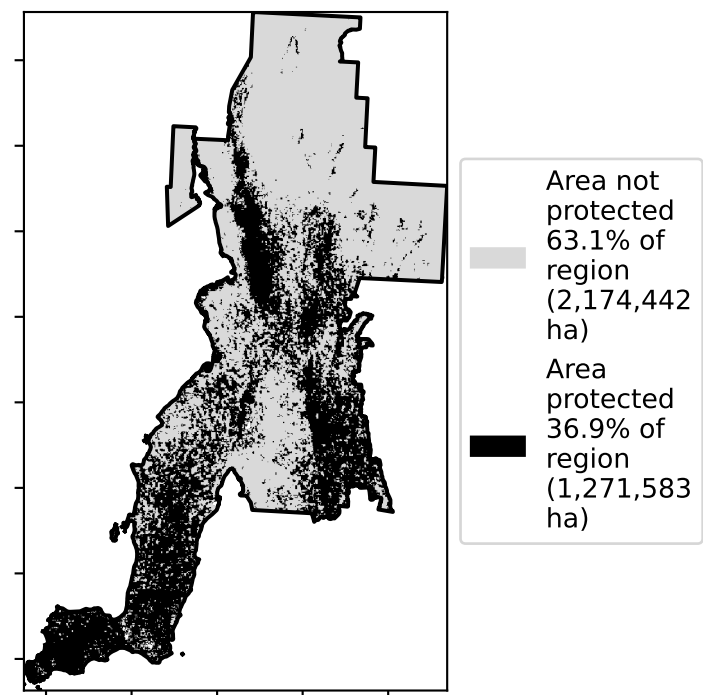 Area not
protected
63.1% of
region
(2,174,442
ha)
Area
protected
36.9% of
region
(1,271,583
ha)